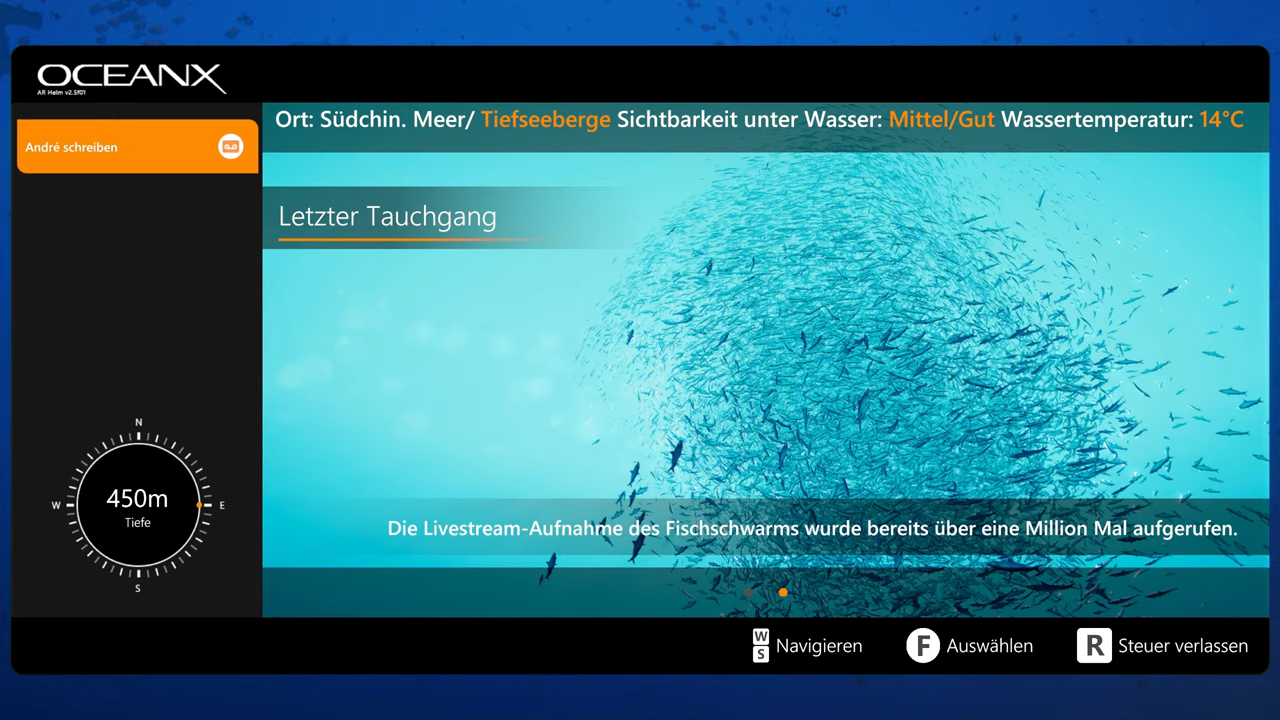 OCEANX
AR Helm v2.5f01
Ort: Südchin. Meer/ Tiefseeberge Sichtbarkeit unter Wasser: Mittel/Gut Wassertemperatur: 14°C
André schreiben
Letzter Tauchgang
N
W
E
S
450m
Tiefe
Die Livestream-Aufnahme des Fischschwarms wurde bereits über eine Million Mal aufgerufen.
W
S
Navigieren
F Auswählen
R Steuer verlassen